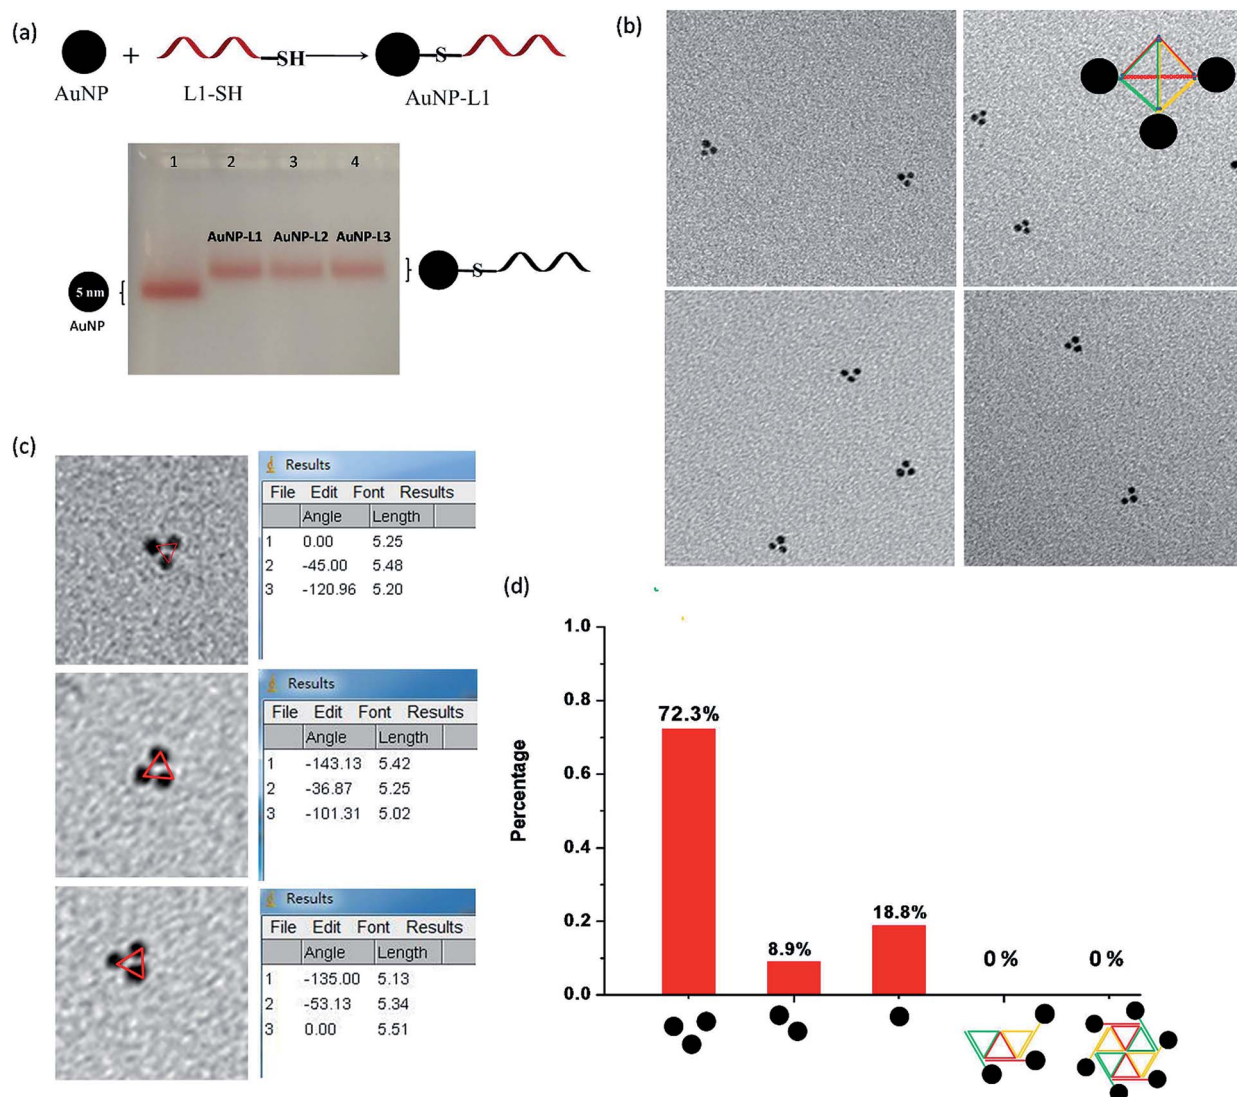 (a)
AuNP + L1-SH AuNP-L1
SH
S
1 2 3 4
AuNP-L1 AuNP-L2 AuNP-L3
5 nm
AuNP
S
(b)
(c)
Results
File Edit Font Results
Angle Length
1 0.00 5.25
2 -45.00 5.48
3 -120.96 5.20
Results
File Edit Font Results
Angle Length
1 -143.13 5.42
2 -36.87 5.25
3 -101.31 5.02
Results
File Edit Font Results
Angle Length
1 -135.00 5.13
2 -53.13 5.34
3 0.00 5.51
(d)
Percentage
1.0
0.8
0.6
0.4
0.2
0.0
72.3%
8.9%
18.8%
0 %
0 %